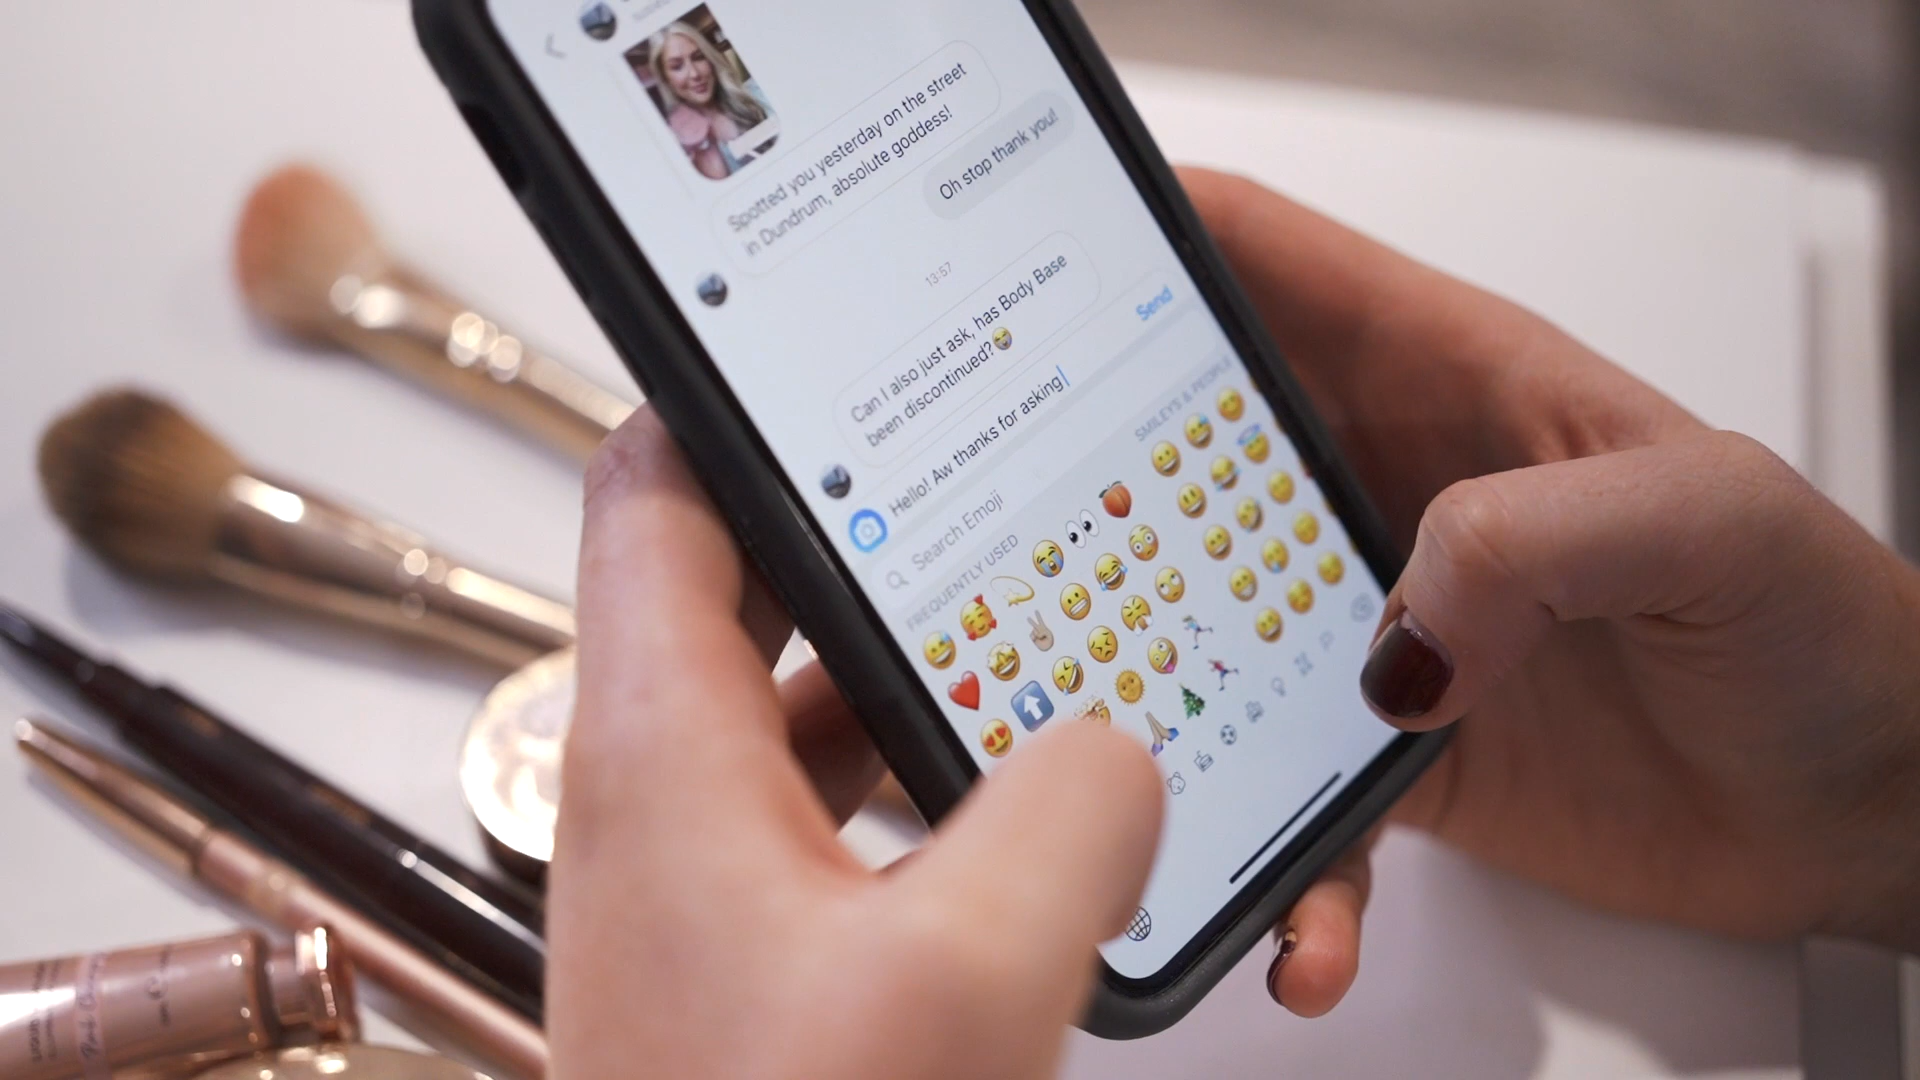 Spotted you yesterday on the street
in Dundrum, absolute goddess!
Oh stop thank you!
13:57
Can I also just ask, has Body Base
been discontinued?😅
Hello! Aw thanks for asking
Send
Search Emoji
FREQUENTLY USED
SMILEYS & PEOPLE